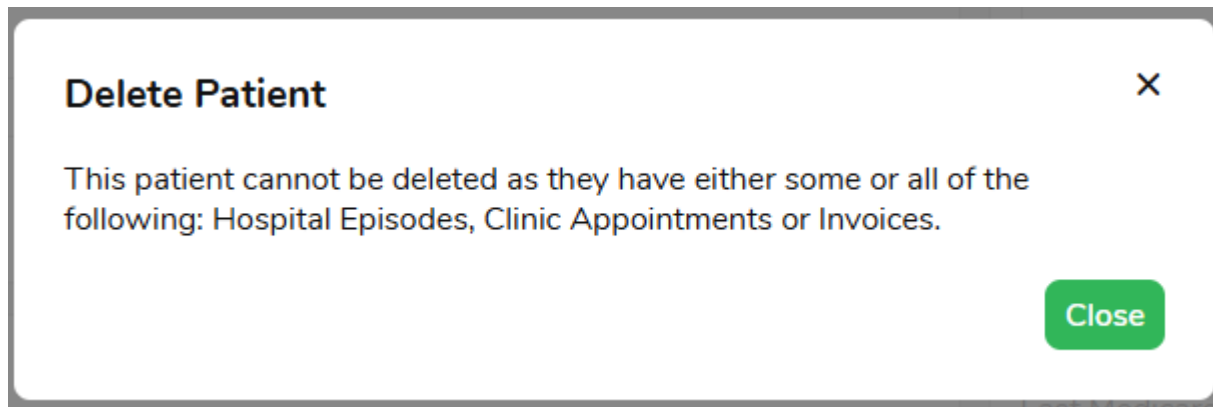 Delete Patient
This patient cannot be deleted as they have either some or all of the
following: Hospital Episodes, Clinic Appointments or Invoices.
Close